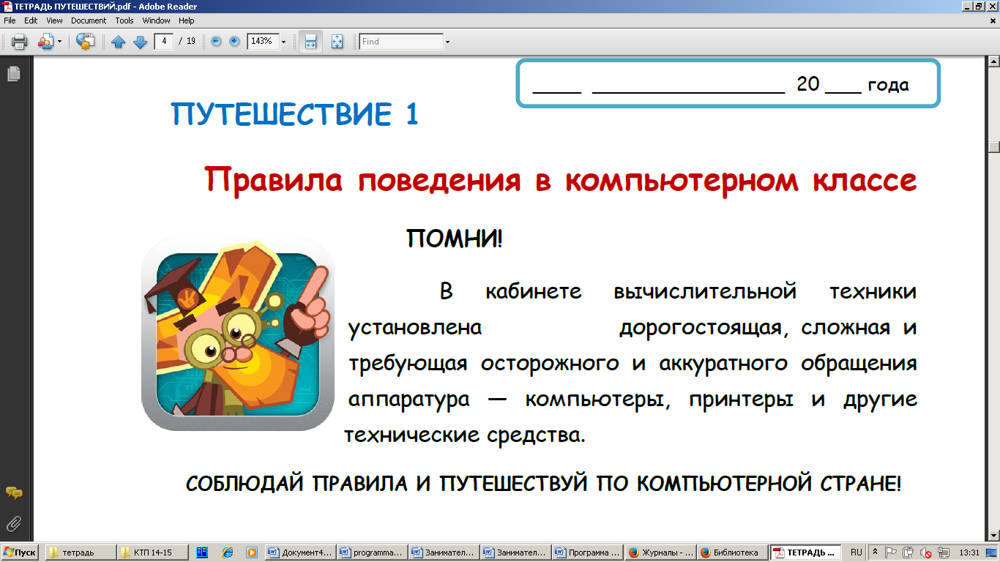 ТЕТРАДЬ ПУТЕШЕСТВИЙ.pdf - Adobe Reader
File Edit View Document Tools Window Help
4 / 19 143% Find
____ ________________ 20 ___ года
ПУТЕШЕСТВИЕ 1
Правила поведения в компьютерном классе
ПОМНИ!
В кабинете вычислительной техники
установлена дорогостоящая, сложная и
требующая осторожного и аккуратного обращения
аппаратура — компьютеры, принтеры и другие
технические средства.
СОБЛЮДАЙ ПРАВИЛА И ПУТЕШЕСТВУЙ ПО КОМПЬЮТЕРНОЙ СТРАНЕ!
Пуск тетрадь КТП 14-15 Документ4... programma... Занимател... Занимател... Программа ... Журналы - ... Библиотека ТЕТРАДЬ ... RU 13:31